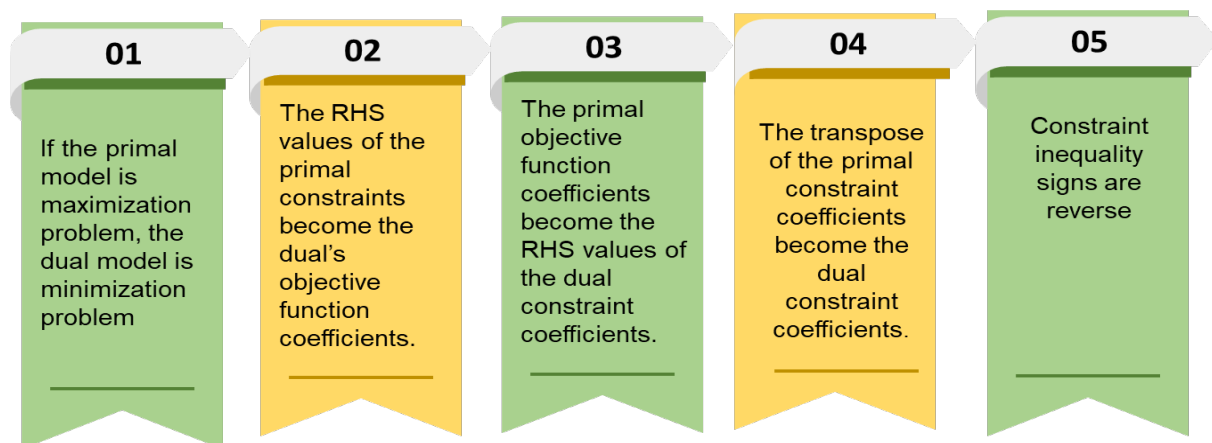 01
If the primal
model is
maximization
problem, the
dual model is
minimization
problem
02
The RHS
values of the
primal
constraints
become the
dual's
objective
function
coefficients.
03
The primal
objective
function
coefficients
become the
RHS values of
the dual
constraint
coefficients.
04
The transpose
of the primal
constraint
coefficients
become the
dual
constraint
coefficients.
05
Constraint
inequality
signs are
reverse